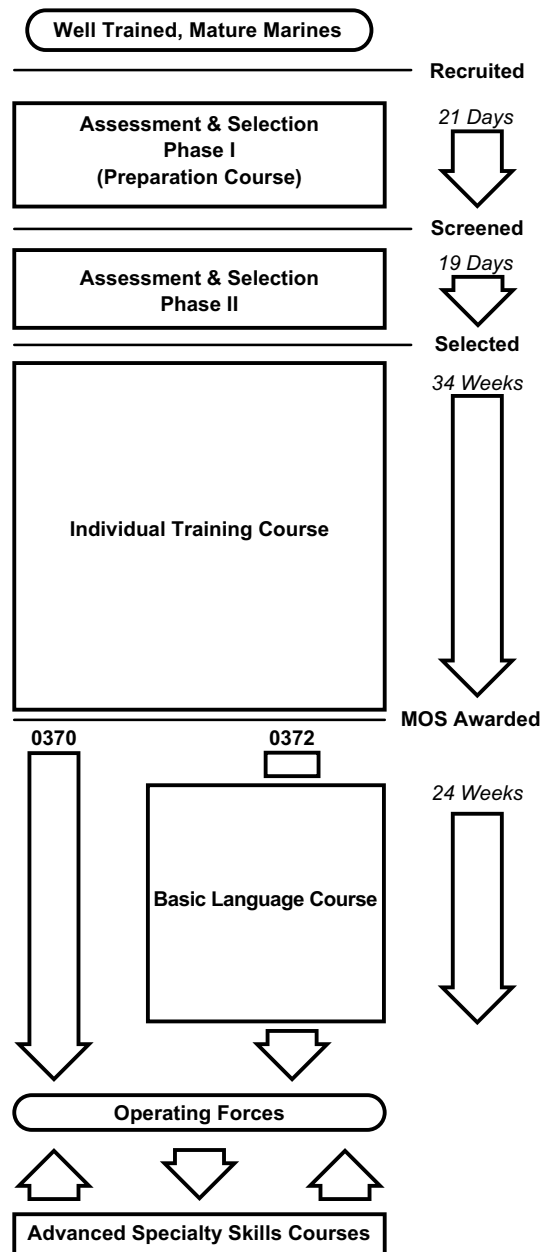 Well Trained, Mature Marines
Recruited
Assessment & Selection
Phase I
(Preparation Course)
21 Days
Screened
Assessment & Selection
Phase II
19 Days
Selected
34 Weeks
Individual Training Course
MOS Awarded
0370
0372
24 Weeks
Basic Language Course
Operating Forces
Advanced Specialty Skills Courses